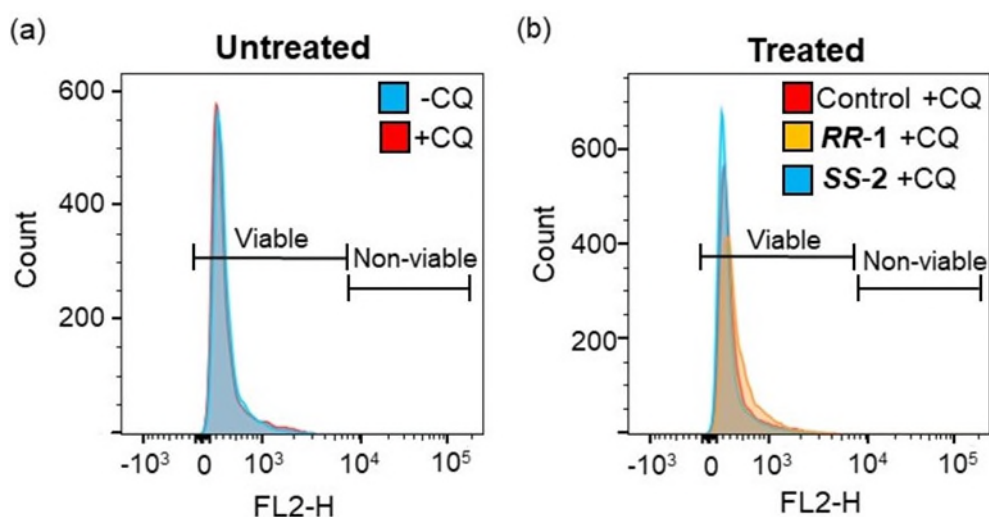 (a)
Untreated
-CQ
+CQ
Viable
Non-viable
Count
600
400
200
-10³
0
10³
10⁴
10⁵
FL2-H
(b)
Treated
Control +CQ
RR-1 +CQ
SS-2 +CQ
Viable
Non-viable
Count
600
400
200
-10³
0
10³
10⁴
10⁵
FL2-H